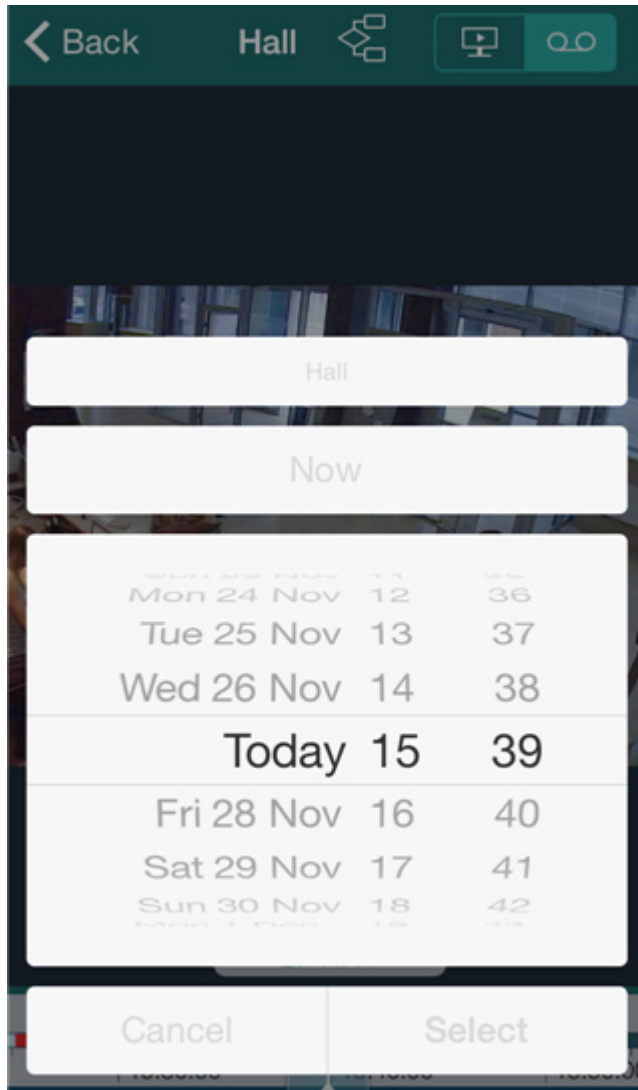 Back Hall
Hall
Now
Mon 24 Nov 12 36
Tue 25 Nov 13 37
Wed 26 Nov 14 38
Today 15 39
Fri 28 Nov 16 40
Sat 29 Nov 17 41
Sun 30 Nov 18 42
Cancel Select